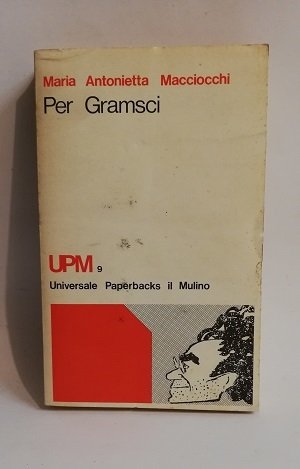 Maria Antonietta Macciocchi
Per Gramsci
UPM 9
Universale Paperbacks il Mulino